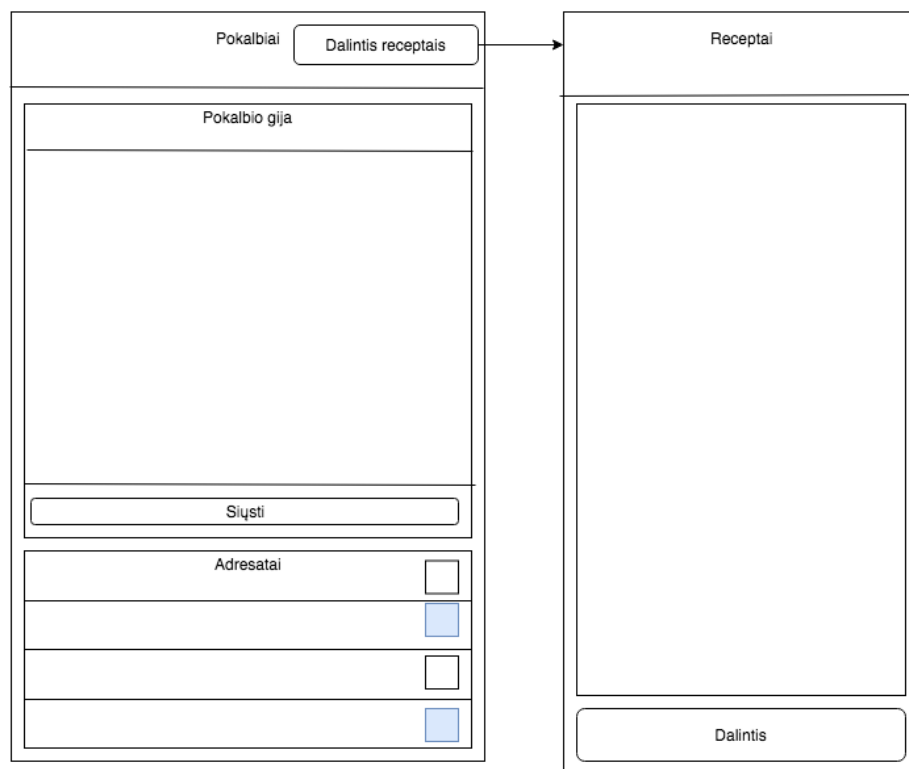 Pokalbiai
Dalintis receptais
Receptai
Pokalbio gija
Siųsti
Adresatai
Dalintis